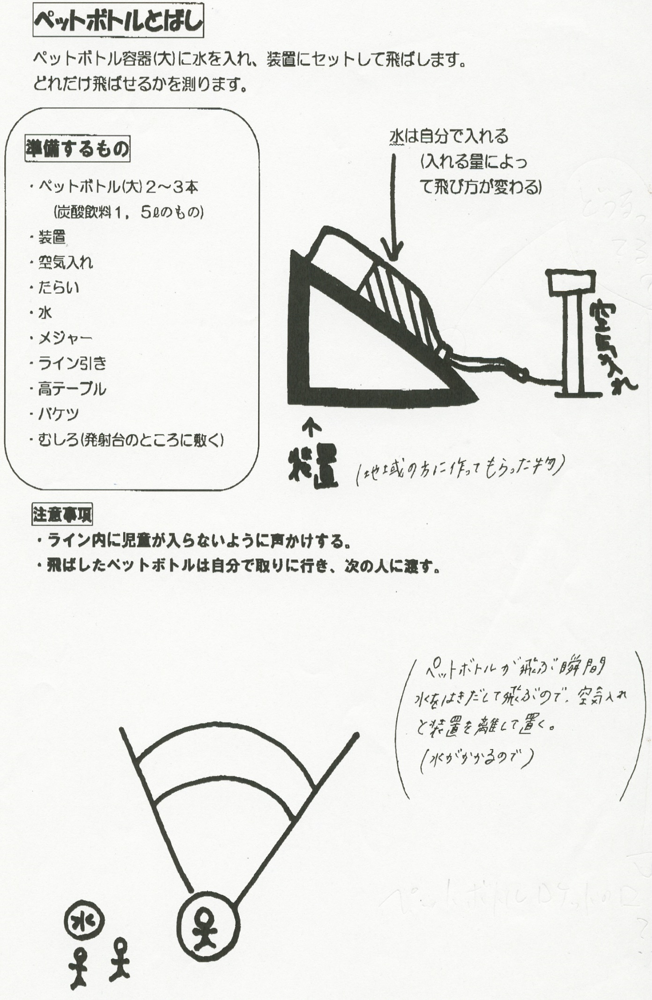 ペットボトルとばし
ペットボトル容器(大)に水を入れ、装置にセットして飛ばします。
どれだけ飛ばせるかを測ります。
準備するもの
・ペットボトル(大)2～3本
(炭酸飲料1，5ℓのもの)
・装置
・空気入れ
・たらい
・水
・メジャー
・ライン引き
・高テーブル
・バケツ
・むしろ(発射台のところに敷く)
水は自分で入れる
(入れる量によっ
て飛び方が変わる)
空気入れ
装置
(地域の方に作ってもらった物)
注意事項
・ライン内に児童が入らないように声かけする。
・飛ばしたペットボトルは自分で取りに行き、次の人に渡す。
ペットボトルが飛ぶ瞬間
水をはきだして飛ぶので、空気入れ
と装置を離して置く。
(水がかかるので)
水